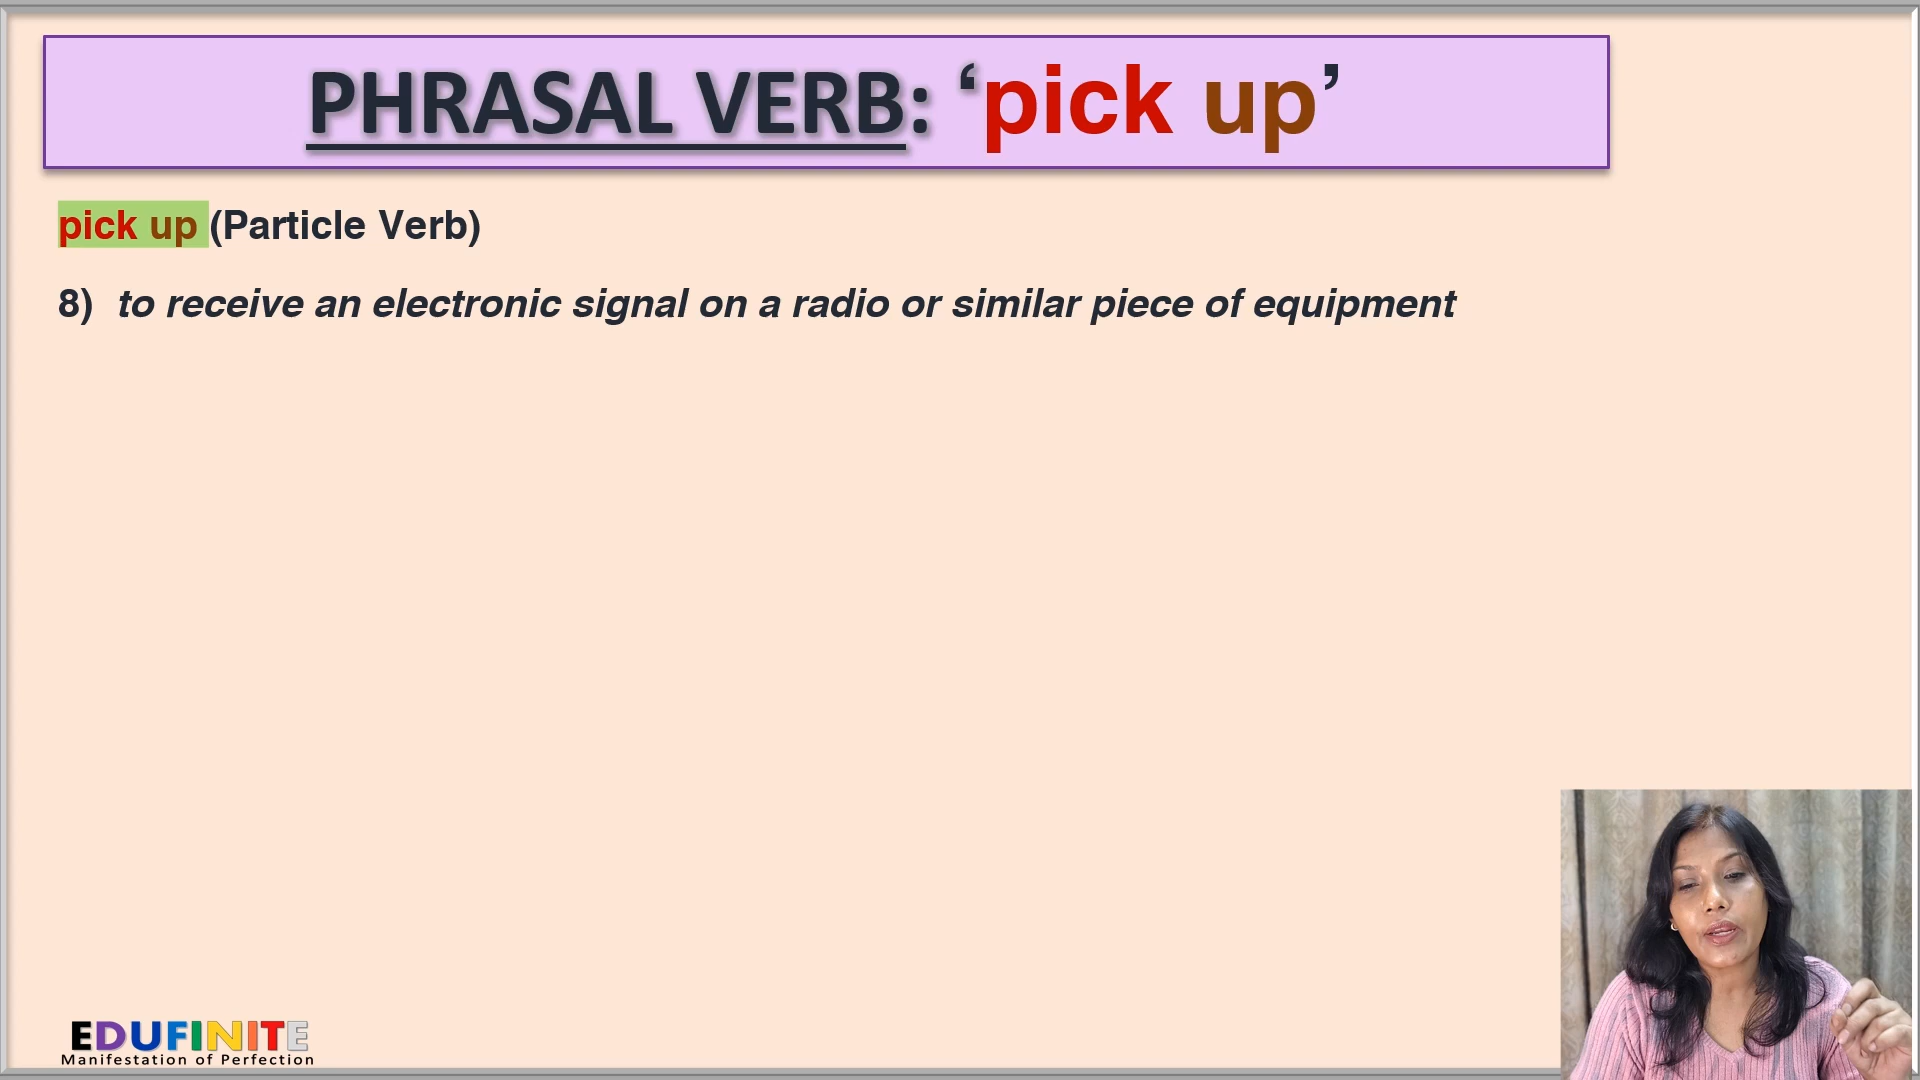 PHRASAL VERB: ‘pick up’
pick up (Particle Verb)
8) to receive an electronic signal on a radio or similar piece of equipment
EDUFINITE
Manifestation of Perfection